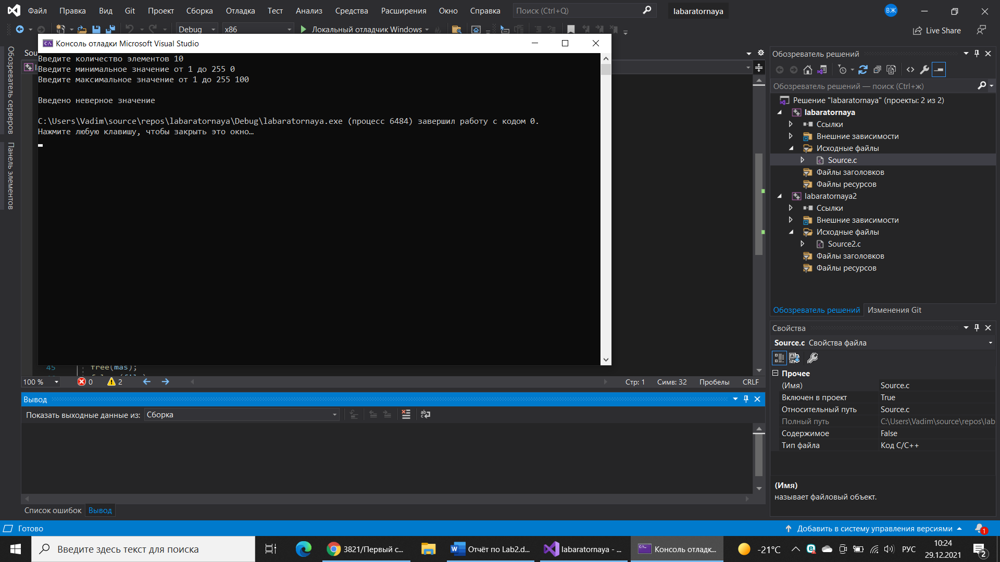 Файл Правка Вид Git Проект Сборка Отладка Тест Анализ Средства Расширения Окно Справка Поиск (Ctrl+Q) labaratornaya ВЖ
Debug x86 Локальный отладчик Windows Live Share
Обозреватель серверов
Панель элементов
Sou
Консоль отладки Microsoft Visual Studio
Введите количество элементов 10
Введите минимальное значение от 1 до 255 0
Введите максимальное значение от 1 до 255 100
Введено неверное значение
C:\Users\Vadim\source\repos\labaratornaya\Debug\labaratornaya.exe (процесс 6484) завершил работу с кодом 0.
Нажмите любую клавишу, чтобы закрыть это окно…
45 free(mas);
100 % 0 2 Стр: 1 Симв: 32 Пробелы CRLF
Вывод
Показать выходные данные из: Сборка
Список ошибок Вывод
Обозреватель решений
Обозреватель решений — поиск (Ctrl+ж)
Решение "labaratornaya" (проекты: 2 из 2)
labaratornaya
Ссылки
Внешние зависимости
Исходные файлы
Source.c
Файлы заголовков
Файлы ресурсов
labaratornaya2
Ссылки
Внешние зависимости
Исходные файлы
Source2.c
Файлы заголовков
Файлы ресурсов
Обозреватель решений Изменения Git
Свойства
Source.c Свойства файла
Прочее
(Имя) Source.c
Включен в проект True
Относительный путь Source.c
Полный путь C:\Users\Vadim\source\repos\lab
Содержимое False
Тип файла Код C/C++
(Имя)
называет файловый объект.
Готово Добавить в систему управления версиями 1
Введите здесь текст для поиска 3821/Первый с... Отчёт по Lab2.d... labaratornaya - ... Консоль отладк... -21°C РУС 10:24
29.12.2021 2